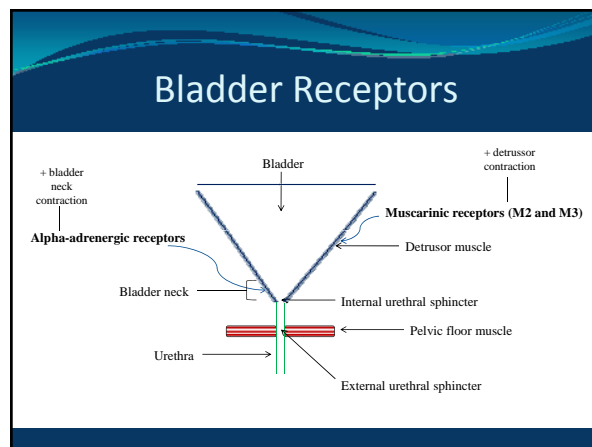 Bladder Receptors
+ bladder
neck
contraction
Alpha-adrenergic receptors
Bladder
+ detrussor
contraction
Muscarinic receptors (M2 and M3)
Detrusor muscle
Bladder neck
Internal urethral sphincter
Pelvic floor muscle
Urethra
External urethral sphincter